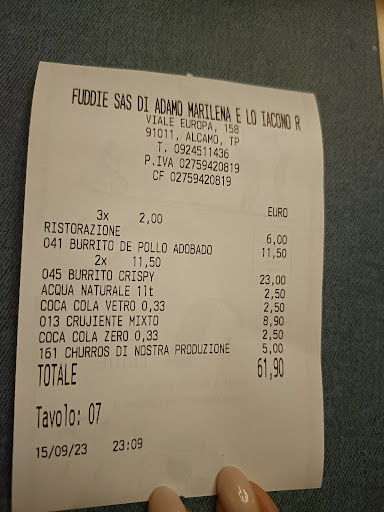 FUDDIE SAS DI ADAMO MARILENA E LO IACONO R
VIALE EUROPA, 158
91011, ALCAMO, TP
T. 0924511436
P.IVA 02759420819
CF 02759420819
EURO
3x 2,00
RISTORAZIONE 6,00
041 BURRITO DE POLLO ADOBADO 11,50
2x 11,50
045 BURRITO CRISPY 23,00
ACQUA NATURALE 1lt 2,50
COCA COLA VETRO 0,33 2,50
013 CRUJIENTE MIXTO 8,90
COCA COLA ZERO 0,33 2,50
161 CHURROS DI NOSTRA PRODUZIONE 5,00
TOTALE 61,90
Tavolo: 07
15/09/23 23:09